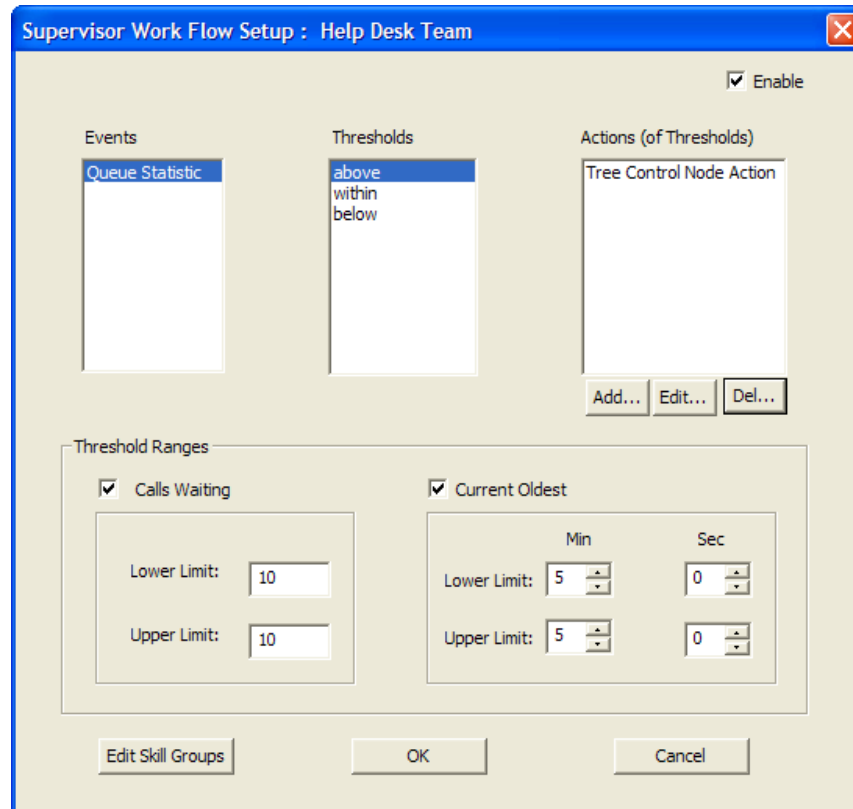 Supervisor Work Flow Setup :  Help Desk Team
Enable
Events
Thresholds
Actions (of Thresholds)
Queue Statistic
above
within
below
Tree Control Node Action
Add...
Edit...
Del...
Threshold Ranges
Calls Waiting
Lower Limit:
10
Upper Limit:
10
Current Oldest
Min
Sec
Lower Limit:
5
0
Upper Limit:
5
0
Edit Skill Groups
OK
Cancel